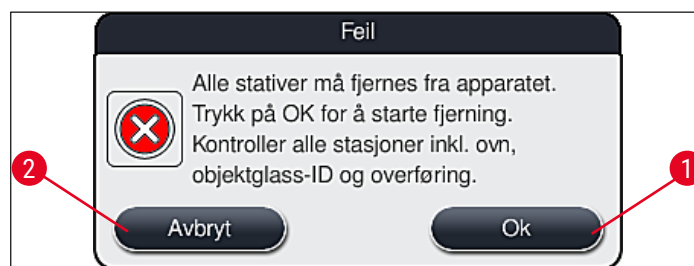 Feil
Alle stativer må fjernes fra apparatet.
Trykk på OK for å starte fjerning.
Kontroller alle stasjoner inkl. ovn,
objektglass-ID og overføring.
2
1
Avbryt
Ok